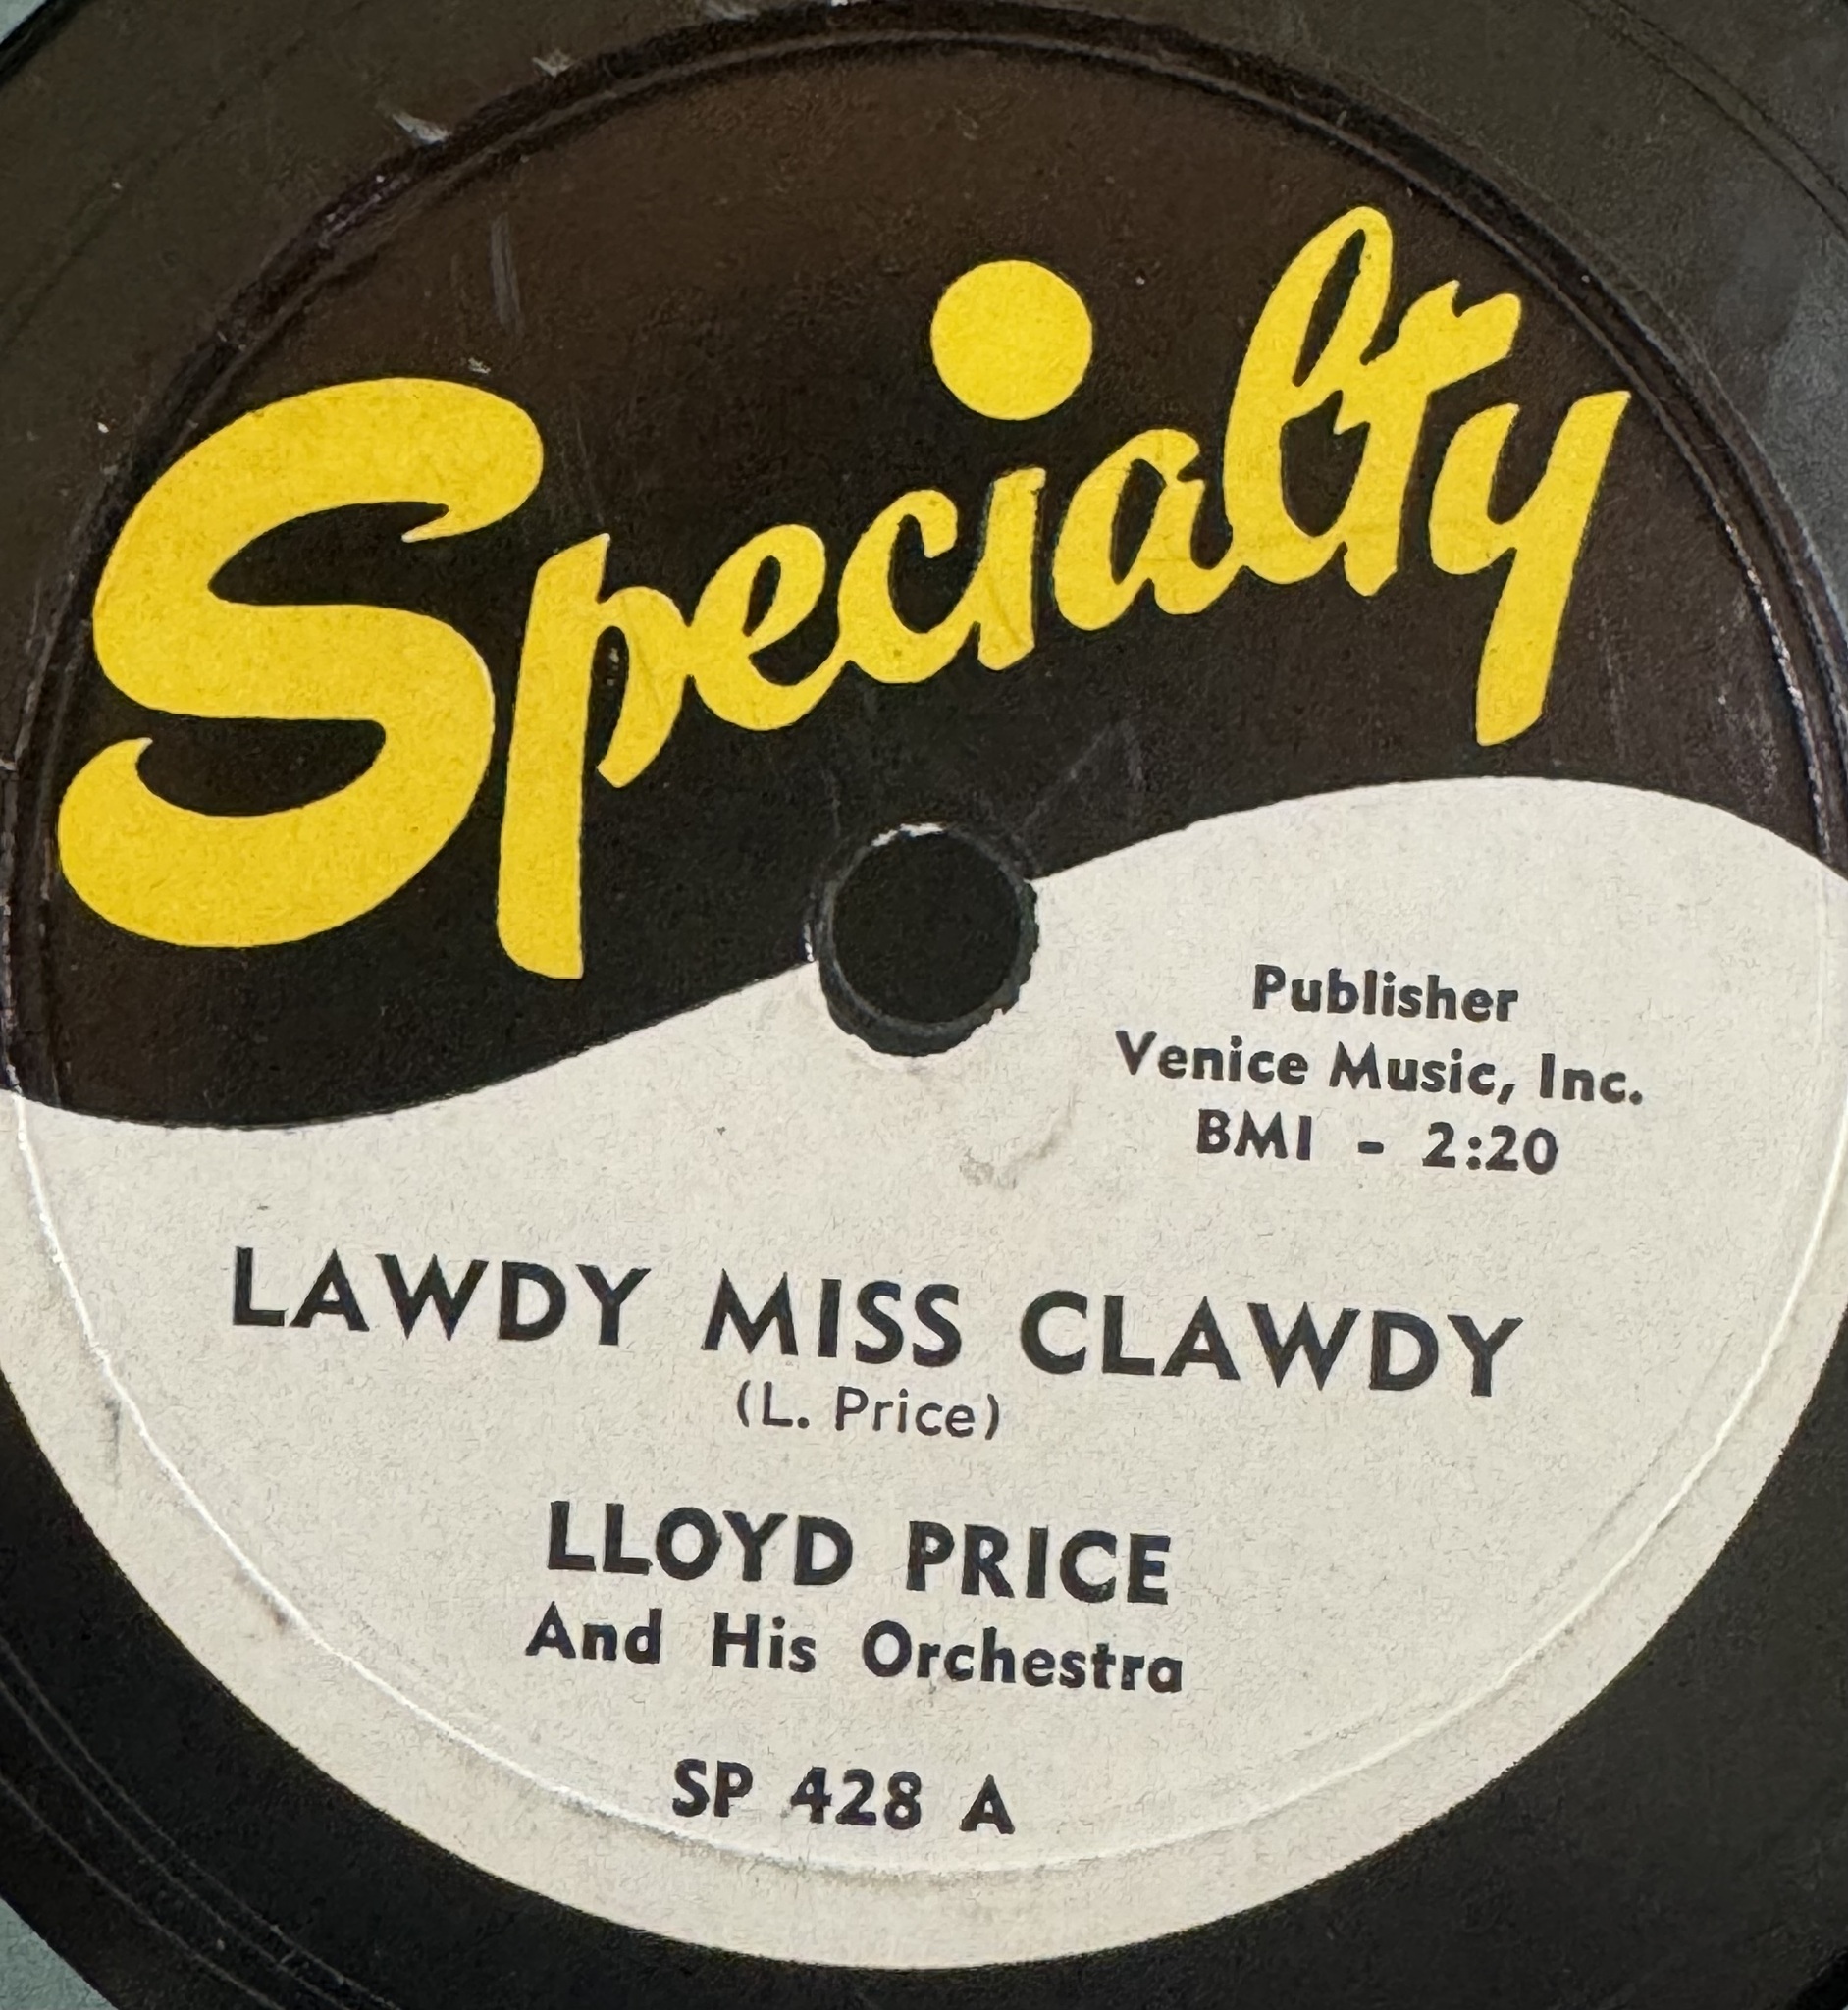 Specialty
Publisher
Venice Music, Inc.
BMI - 2:20
LAWDY MISS CLAWDY
(L. Price)
LLOYD PRICE
And His Orchestra
SP 428 A